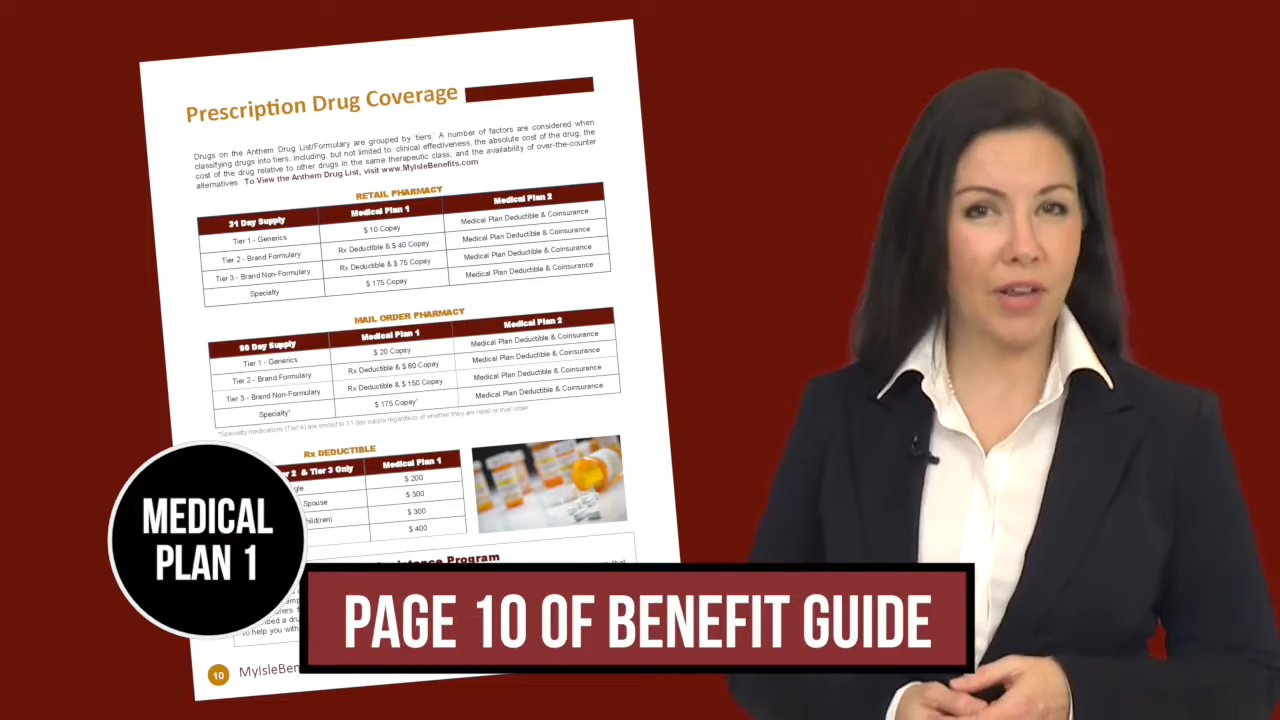 Prescription Drug Coverage
Drugs on the Anthem Drug List/Formulary are grouped by 'tiers.' A number of factors are considered when
classifying drugs into tiers, including, but not limited to: clinical effectiveness, the absolute cost of the drug; the
cost of the drug relative to other drugs in the same therapeutic class; and the availability of over-the-counter
alternatives. To View the Anthem Drug List, visit www.MyIsleBenefits.com
RETAIL PHARMACY
31 Day Supply Medical Plan 1 Medical Plan 2
Tier 1 - Generics $ 10 Copay Medical Plan Deductible & Coinsurance
Tier 2 - Brand Formulary Rx Deductible & $ 40 Copay Medical Plan Deductible & Coinsurance
Tier 3 - Brand Non-Formulary Rx Deductible & $ 75 Copay Medical Plan Deductible & Coinsurance
Specialty $ 175 Copay Medical Plan Deductible & Coinsurance
MAIL ORDER PHARMACY
90 Day Supply Medical Plan 1 Medical Plan 2
Tier 1 - Generics $ 20 Copay Medical Plan Deductible & Coinsurance
Tier 2 - Brand Formulary Rx Deductible & $ 80 Copay Medical Plan Deductible & Coinsurance
Tier 3 - Brand Non-Formulary Rx Deductible & $ 150 Copay Medical Plan Deductible & Coinsurance
Specialty* $ 175 Copay* Medical Plan Deductible & Coinsurance
*Specialty medications (Tier 4) are limited to 31 day supply regardless of whether they are retail or mail order
Rx DEDUCTIBLE
2 & Tier 3 Only Medical Plan 1
$ 200
Spouse $ 300
$ 300
$ 400
Program
MEDICAL
PLAN 1
PAGE 10 OF BENEFIT GUIDE
to help you with
10 MyIsleBen